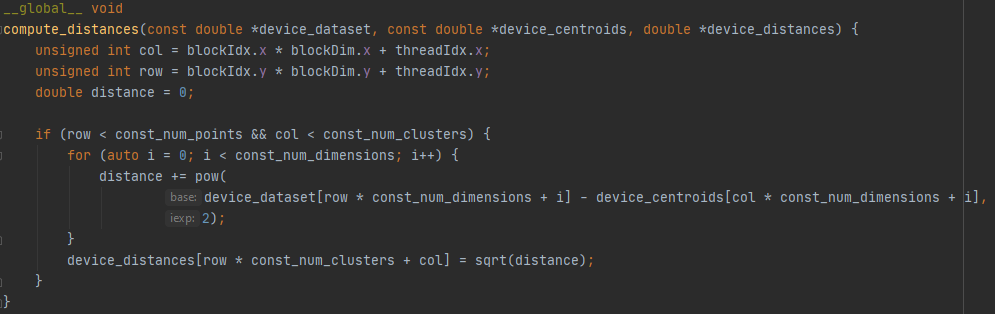 __global__ void
compute_distances(const double *device_dataset, const double *device_centroids, double *device_distances) {
    unsigned int col = blockIdx.x * blockDim.x + threadIdx.x;
    unsigned int row = blockIdx.y * blockDim.y + threadIdx.y;
    double distance = 0;

    if (row < const_num_points && col < const_num_clusters) {
        for (auto i = 0; i < const_num_dimensions; i++) {
            distance += pow(
                    base: device_dataset[row * const_num_dimensions + i] - device_centroids[col * const_num_dimensions + i],
                    iexp: 2);
        }
        device_distances[row * const_num_clusters + col] = sqrt(distance);
    }
}